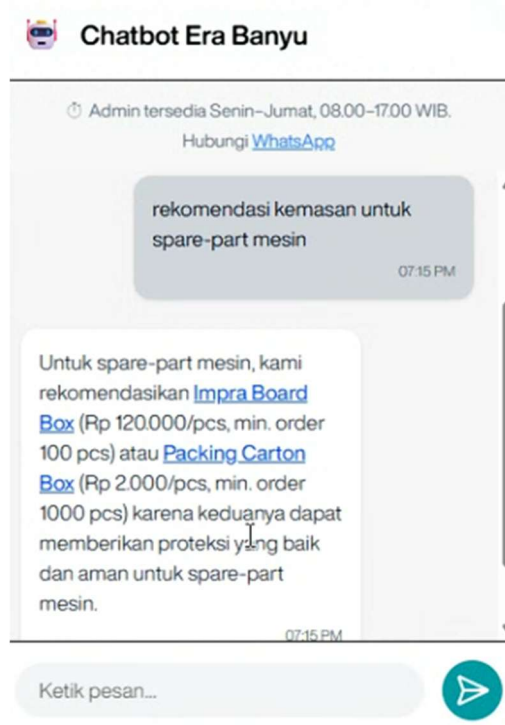 Chatbot Era Banyu
Admin tersedia Senin–Jumat, 08.00–17.00 WIB.
Hubungi WhatsApp
rekomendasi kemasan untuk
spare-part mesin
07:15 PM
Untuk spare-part mesin, kami
rekomendasikan Impra Board
Box (Rp 120.000/pcs, min. order
100 pcs) atau Packing Carton
Box (Rp 2.000/pcs, min. order
1000 pcs) karena keduanya dapat
memberikan proteksi yang baik
dan aman untuk spare-part
mesin.
07:15 PM
Ketik pesan...